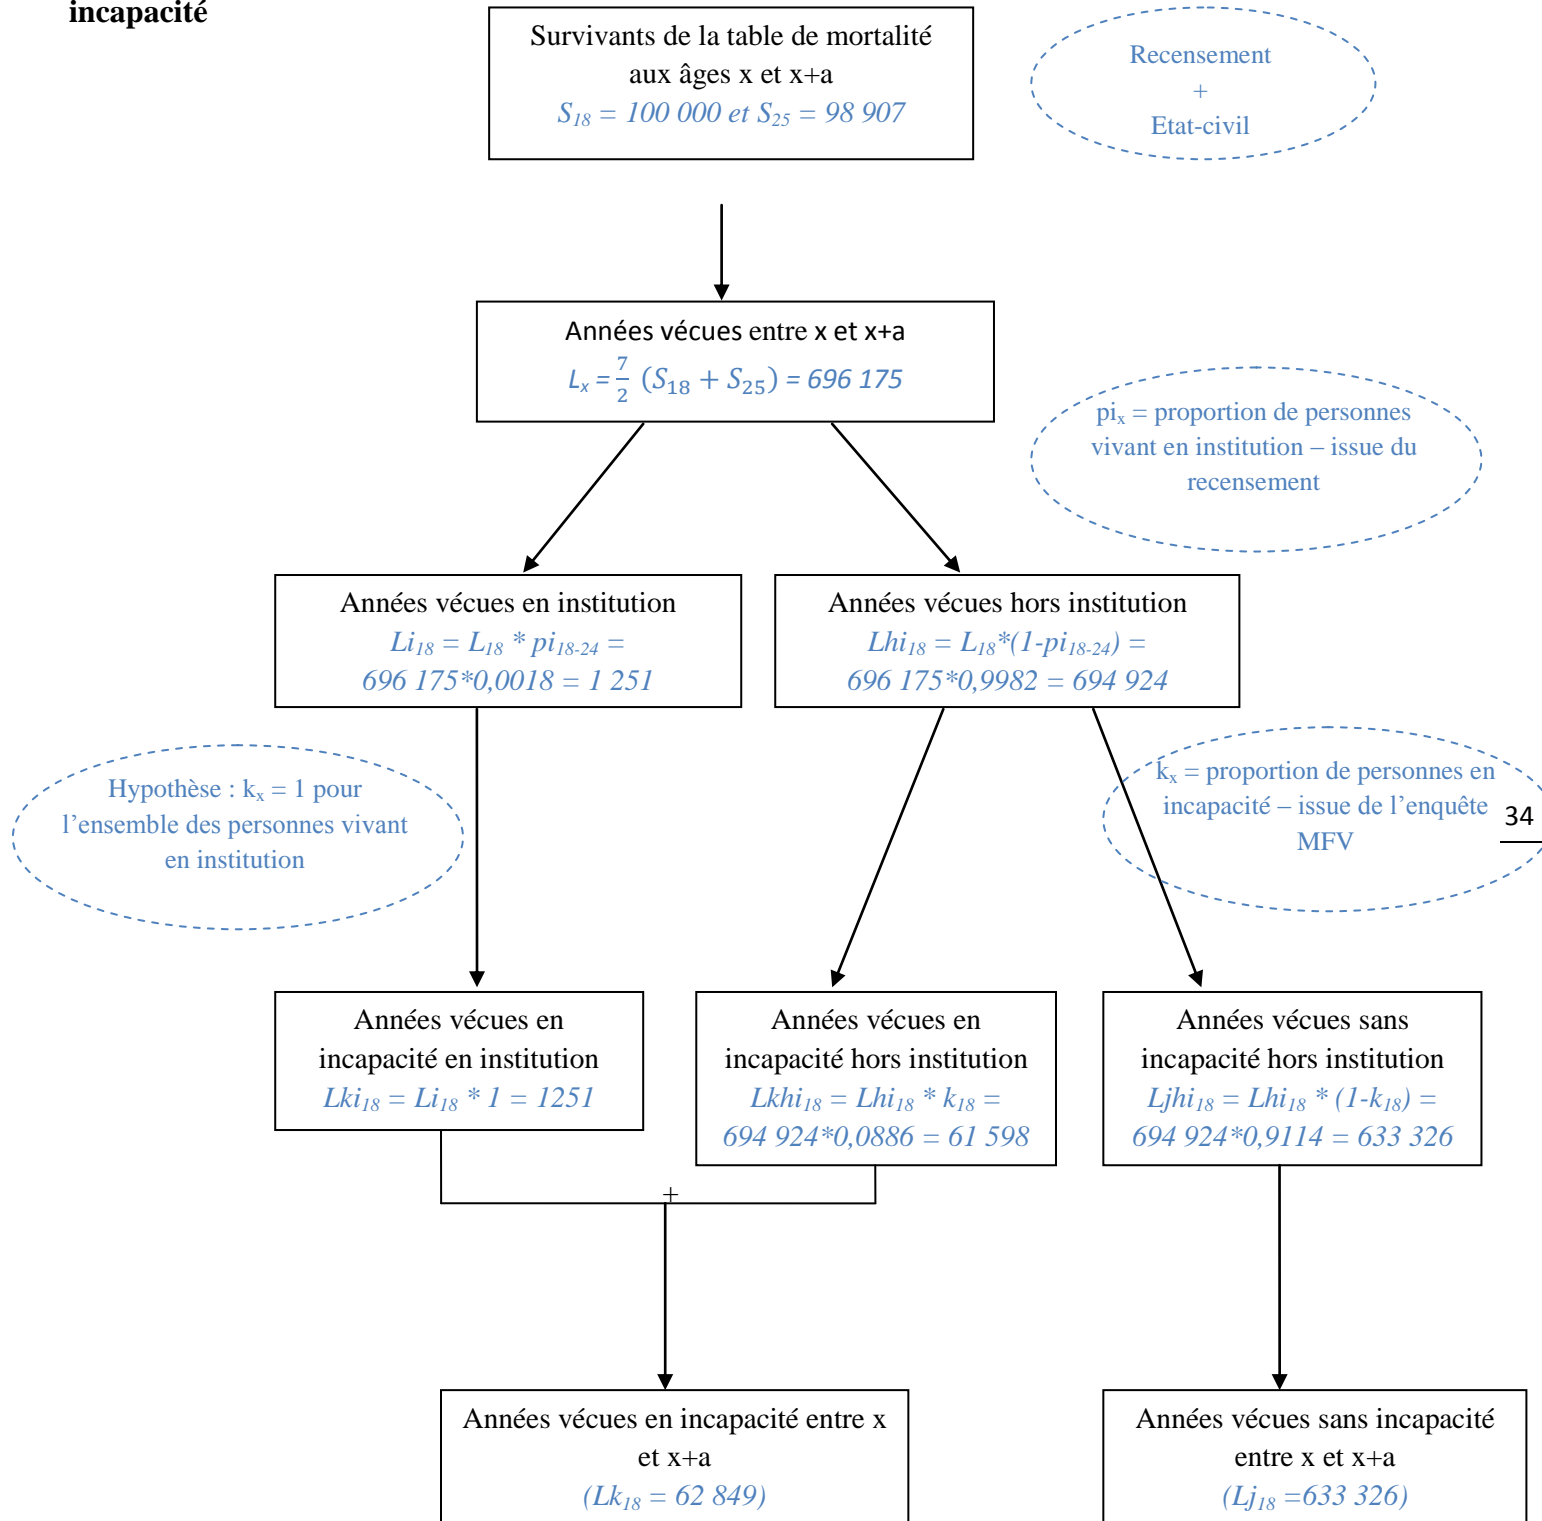 incapacité
Survivants de la table de mortalité
aux âges x et x+a
S18 = 100 000 et S25 = 98 907
Recensement
+
Etat-civil
Années vécues entre x et x+a
Lx = 7/2 (S18 + S25) = 696 175
pix = proportion de personnes
vivant en institution – issue du
recensement
Années vécues en institution
Li18 = L18 * pi18-24 =
696 175*0,0018 = 1 251
Années vécues hors institution
Lhi18 = L18*(1-pi18-24) =
696 175*0,9982 = 694 924
Hypothèse : kx = 1 pour
l’ensemble des personnes vivant
en institution
kx = proportion de personnes en
incapacité – issue de l’enquête
MFV
34
Années vécues en
incapacité en institution
Lki18 = Li18 * 1 = 1251
Années vécues en
incapacité hors institution
Lkhi18 = Lhi18 * k18 =
694 924*0,0886 = 61 598
Années vécues sans
incapacité hors institution
Ljhi18 = Lhi18 * (1-k18) =
694 924*0,9114 = 633 326
+
Années vécues en incapacité entre x
et x+a
(Lk18 = 62 849)
Années vécues sans incapacité
entre x et x+a
(Lj18 =633 326)